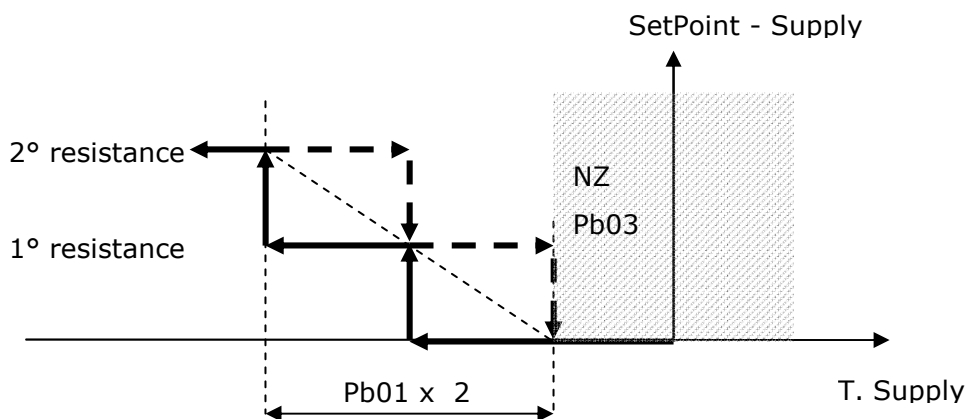 SetPoint - Supply
2° resistance
NZ
Pb03
1° resistance
Pb01 x 2
T. Supply